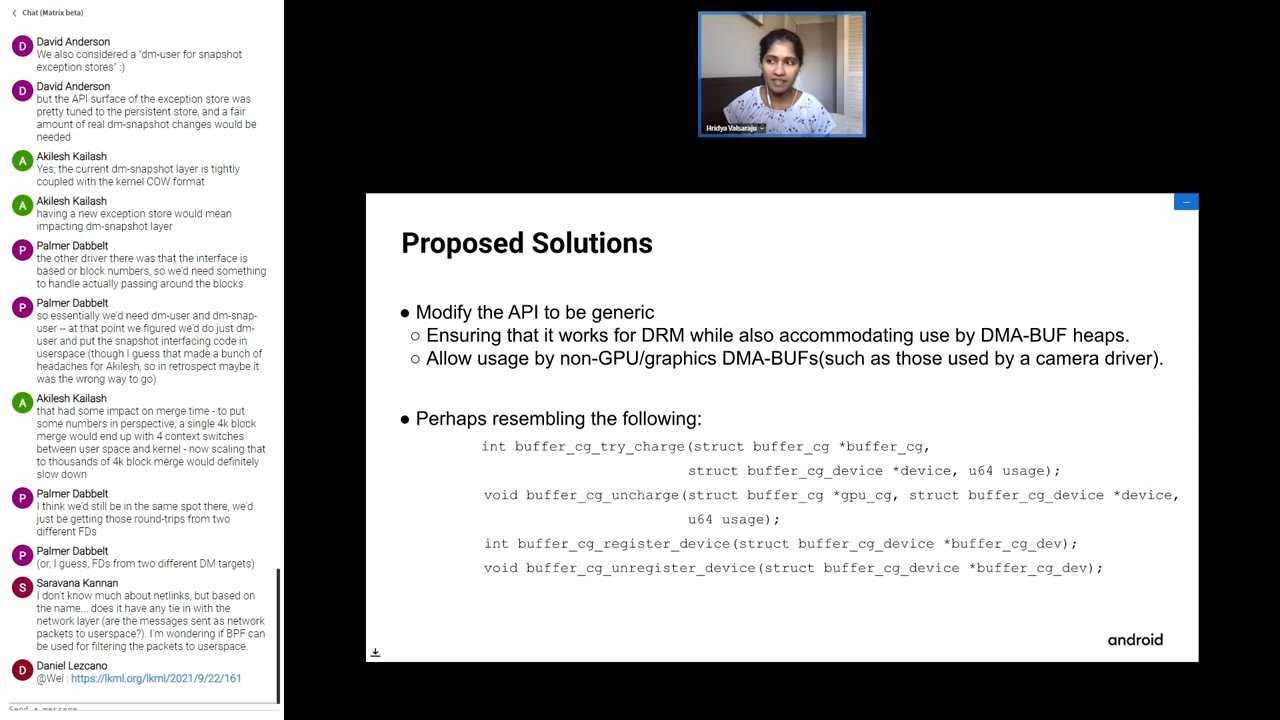 Chat (Matrix beta)
David Anderson
We also considered a "dm-user for snapshot
exception stores" :)
David Anderson
but the API surface of the exception store was
pretty tuned to the persistent store, and a fair
amount of real dm-snapshot changes would be
needed
Akilesh Kailash
Yes; the current dm-snapshot layer is tightly
coupled with the kernel COW format
Akilesh Kailash
having a new exception store would mean
impacting dm-snapshot layer
Palmer Dabbelt
the other driver there was that the interface is
based or block numbers, so we'd need something
to handle actually passing around the blocks
Palmer Dabbelt
so essentially we'd need dm-user and dm-snap-
user -- at that point we figured we'd do just dm-
user and put the snapshot interfacing code in
userspace (though I guess that made a bunch of
headaches for Akilesh, so in retrospect maybe it
was the wrong way to go)
Akilesh Kailash
that had some impact on merge time - to put
some numbers in perspective, a single 4k block
merge would end up with 4 context switches
between user space and kernel - now scaling that
to thousands of 4k block merge would definitely
slow down
Palmer Dabbelt
I think we'd still be in the same spot there, we'd
just be getting those round-trips from two
different FDs
Palmer Dabbelt
(or, I guess, FDs from two different DM targets)
Saravana Kannan
I don't know much about netlinks, but based on
the name... does it have any tie in with the
network layer (are the messages sent as network
packets to userspace?). I'm wondering if BPF can
be used for filtering the packets to userspace.
Daniel Lezcano
@Wei : https://lkml.org/lkml/2021/9/22/161
Send a message
D
D
A
A
P
P
A
P
P
S
D
Hridya Valsaraju
Proposed Solutions
● Modify the API to be generic
○ Ensuring that it works for DRM while also accommodating use by DMA-BUF heaps.
○ Allow usage by non-GPU/graphics DMA-BUFs(such as those used by a camera driver).
● Perhaps resembling the following:
int buffer_cg_try_charge(struct buffer_cg *buffer_cg,
struct buffer_cg_device *device, u64 usage);
void buffer_cg_uncharge(struct buffer_cg *gpu_cg, struct buffer_cg_device *device,
u64 usage);
int buffer_cg_register_device(struct buffer_cg_device *buffer_cg_dev);
void buffer_cg_unregister_device(struct buffer_cg_device *buffer_cg_dev);
android